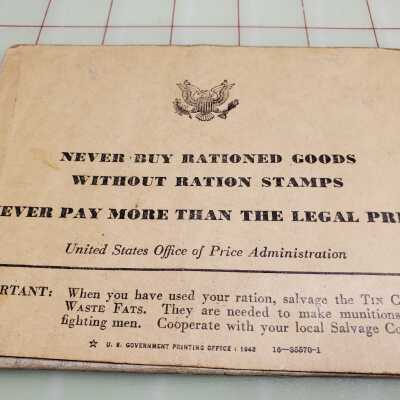 NEVER BUY RATIONED GOODS
WITHOUT RATION STAMPS
EVER PAY MORE THAN THE LEGAL PRI
United States Office of Price Administration
RTANT: When you have used your ration, salvage the TIN C
WASTE FATS. They are needed to make munitions
fighting men. Cooperate with your local Salvage Co
☆ U. S. GOVERNMENT PRINTING OFFICE : 1943 16—35570-1